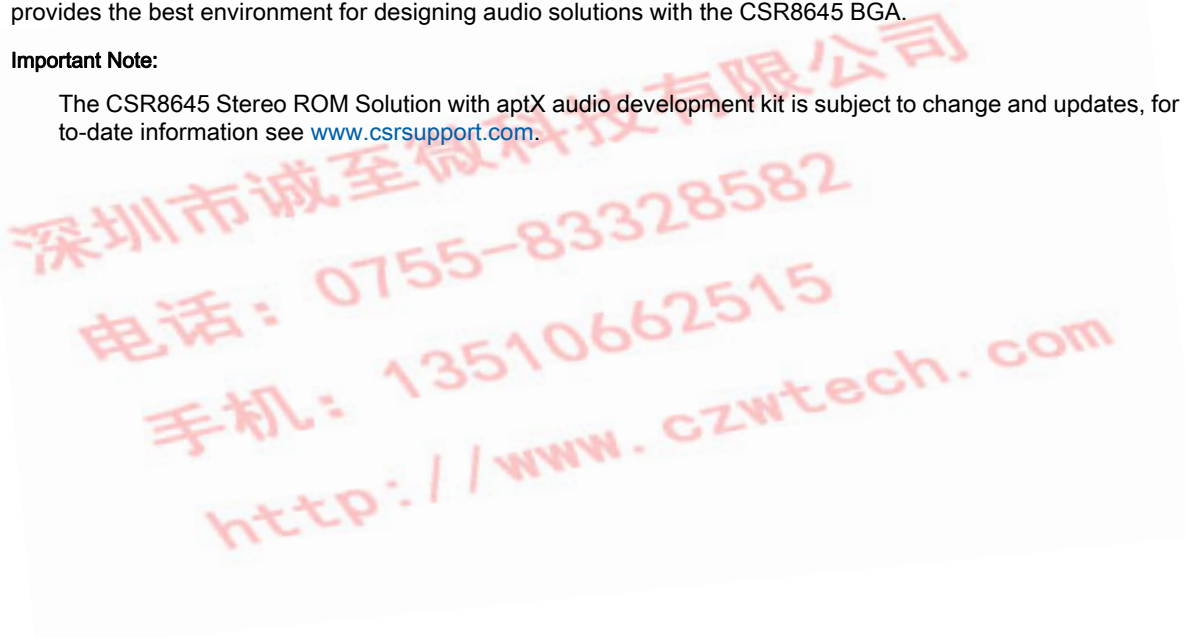 provides the best environment for designing audio solutions with the CSR8645 BGA.
Important Note:
The CSR8645 Stereo ROM Solution with aptX audio development kit is subject to change and updates, for
to-date information see www.csrsupport.com.
深圳市诚至微科技有限公司
电话：0755-83328582
手机：13510662515
http://www.czwtech.com